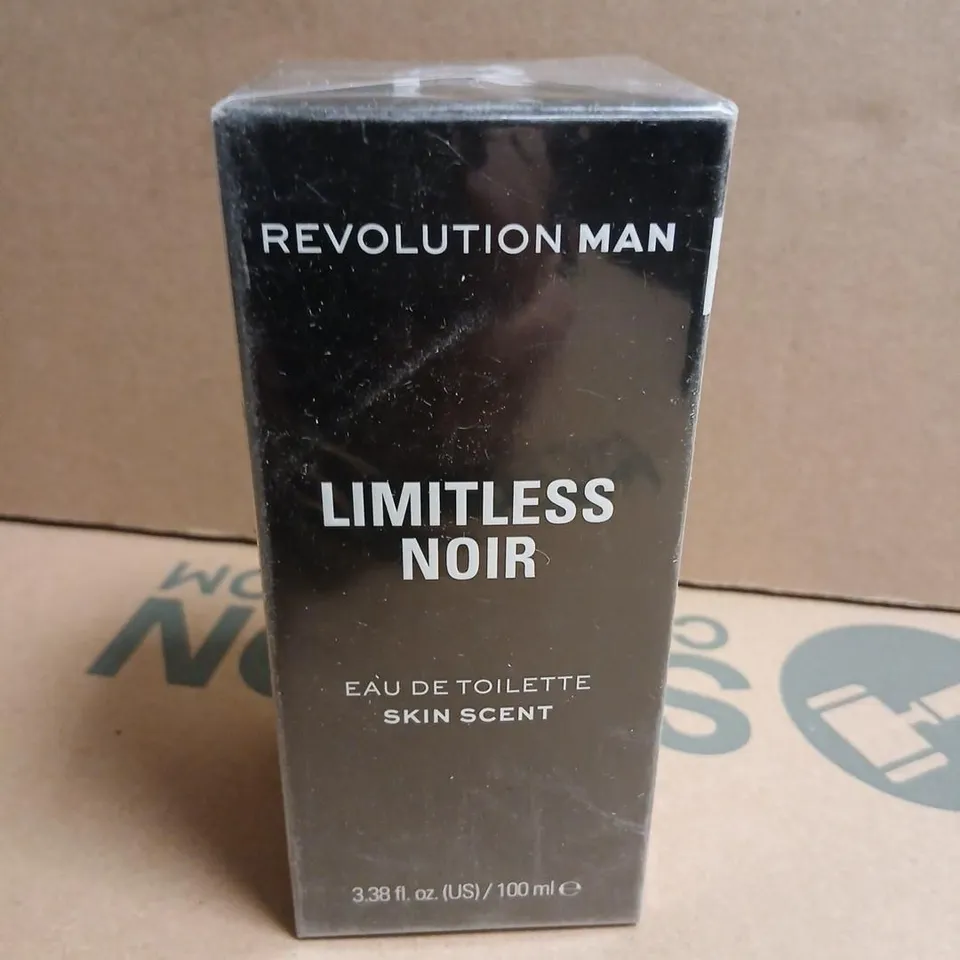 REVOLUTION MAN
LIMITLESS
NOIR
EAU DE TOILETTE
SKIN SCENT
3.38 fl. oz. (US) / 100 ml ℮